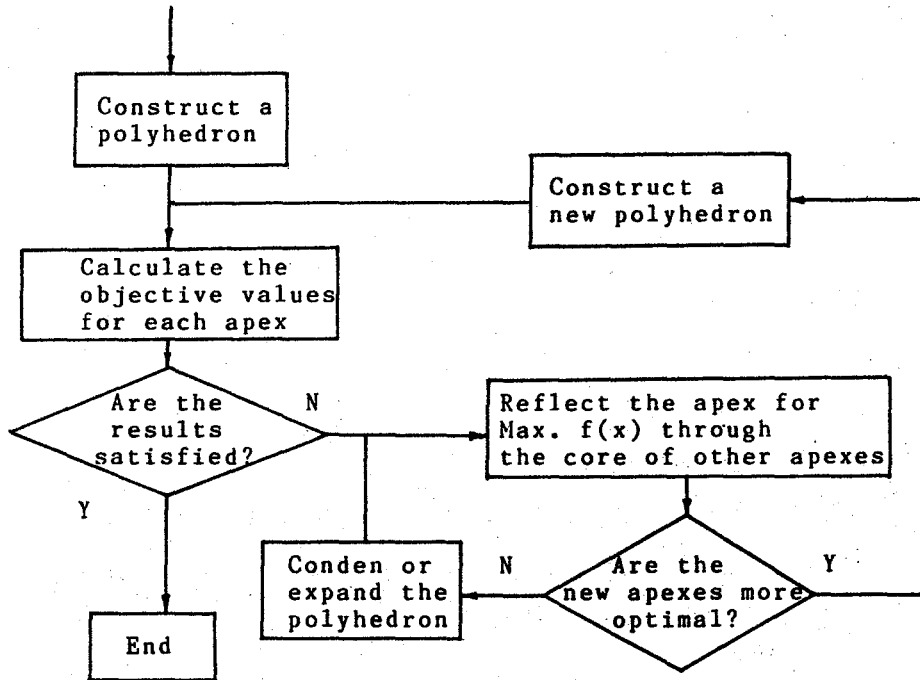 Construct a
polyhedron
Construct a
new polyhedron
Calculate the
objective values
for each apex
Are the
results
satisfied?
N
Y
Reflect the apex for
Max. f(x) through
the core of other apexes
Are the
new apexes more
optimal?
N
Y
Conden or
expand the
polyhedron
End